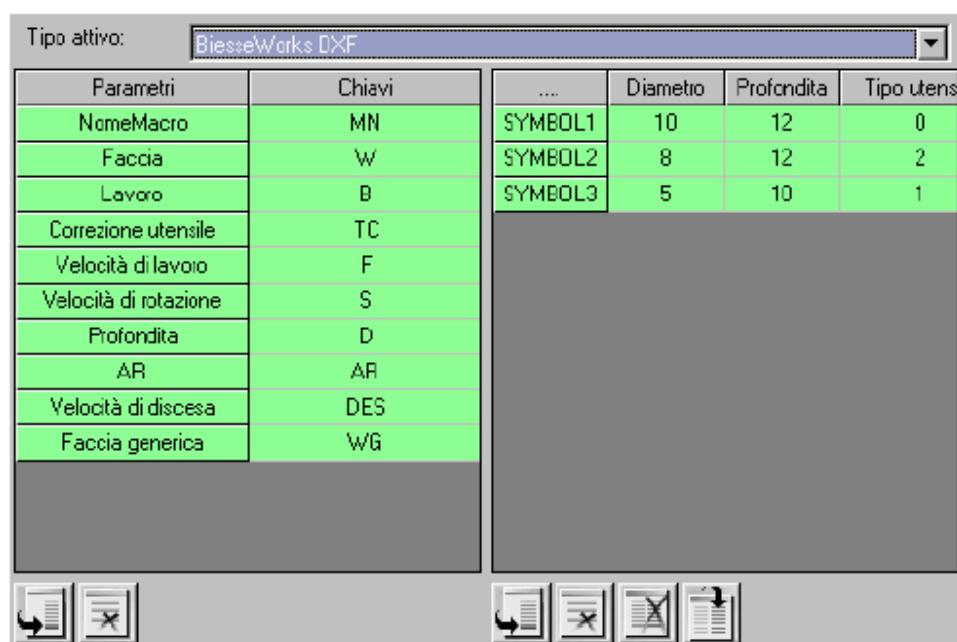 Tipo attivo: BiesseWorks DXF
Parametri Chiavi .... Diametro Profondita Tipo utens
NomeMacro MN SYMBOL1 10 12 0
Faccia W SYMBOL2 8 12 2
Lavoro B SYMBOL3 5 10 1
Correzione utensile TC
Velocità di lavoro F
Velocità di rotazione S
Profondita D
AR AR
Velocità di discesa DES
Faccia generica WG